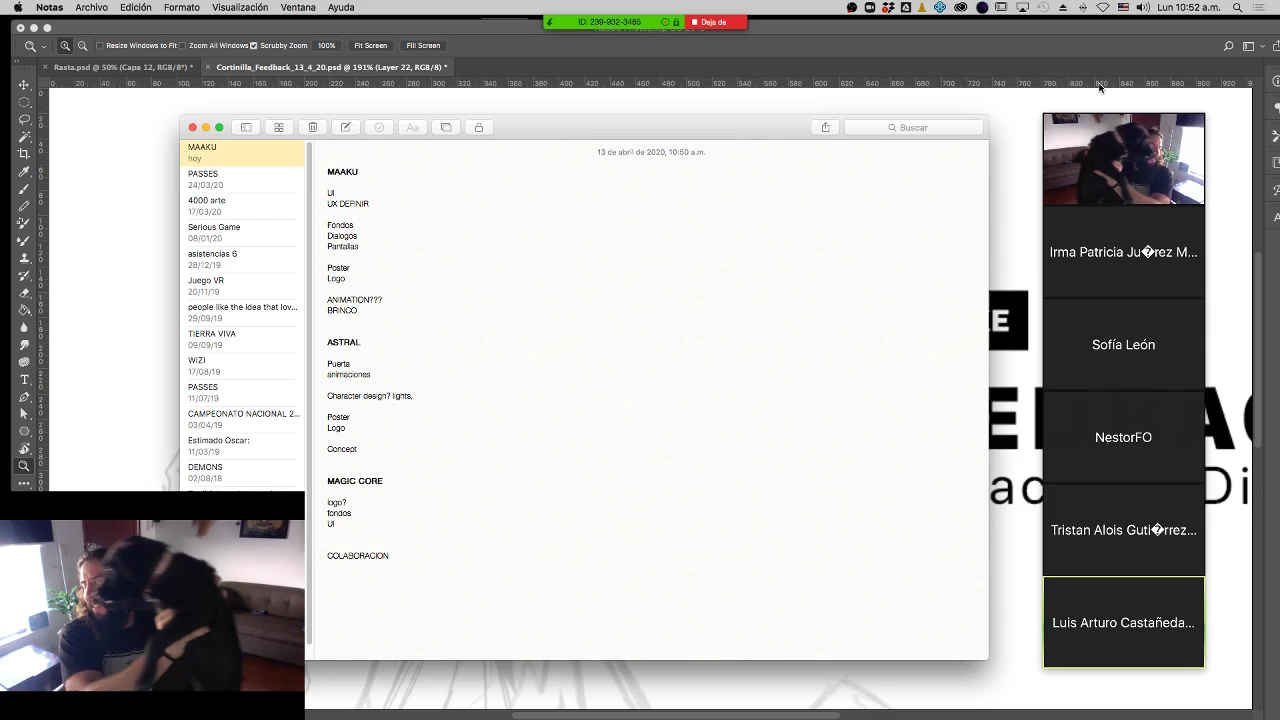 Notas Archivo Edición Formato Visualización Ventana Ayuda
Lun 10:52 a.m.
ID: 239-932-3485
Deja de
Resize Windows to Fit Zoom All Windows Scrubby Zoom 100% Fit Screen Fill Screen
Rasta.psd @ 50% (Capa 12, RGB/8*) *
Cortinilla_Feedback_13_4_20.psd @ 191% (Layer 22, RGB/8) *
Aa
Buscar
MAAKU
hoy
PASSES
24/03/20
4000 arte
17/03/20
Serious Game
08/01/20
asistencias 6
28/12/19
Juego VR
20/11/19
people like the idea that lov...
29/09/19
TIERRA VIVA
09/09/19
WIZI
17/08/19
PASSES
11/07/19
CAMPEONATO NACIONAL 2...
03/04/19
Estimado Oscar:
11/03/19
DEMONS
02/08/18
13 de abril de 2020, 10:50 a.m.
MAAKU
UI
UX DEFINIR
Fondos
Dialogos
Pantallas
Poster
Logo
ANIMATION???
BRINCO
ASTRAL
Puerta
animaciones
Character design? lights,
Poster
Logo
Concept
MAGIC CORE
logo?
fondos
UI
COLABORACION
Irma Patricia Ju�rez M...
Sofía León
NestorFO
Tristan Alois Guti�rrez...
Luis Arturo Castañeda...